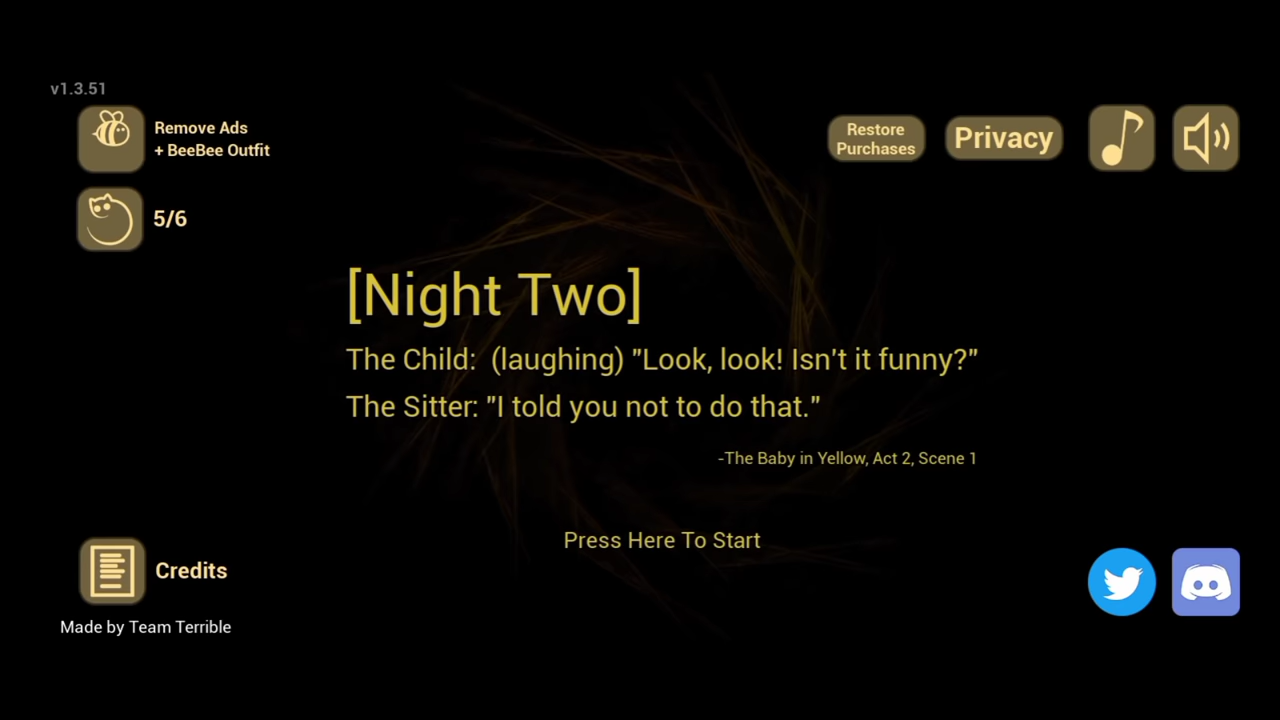 v1.3.51
Remove Ads
+ BeeBee Outfit
Restore
Purchases
Privacy
5/6
[Night Two]
The Child:  (laughing) "Look, look! Isn't it funny?"
The Sitter: "I told you not to do that."
-The Baby in Yellow, Act 2, Scene 1
Press Here To Start
Credits
Made by Team Terrible